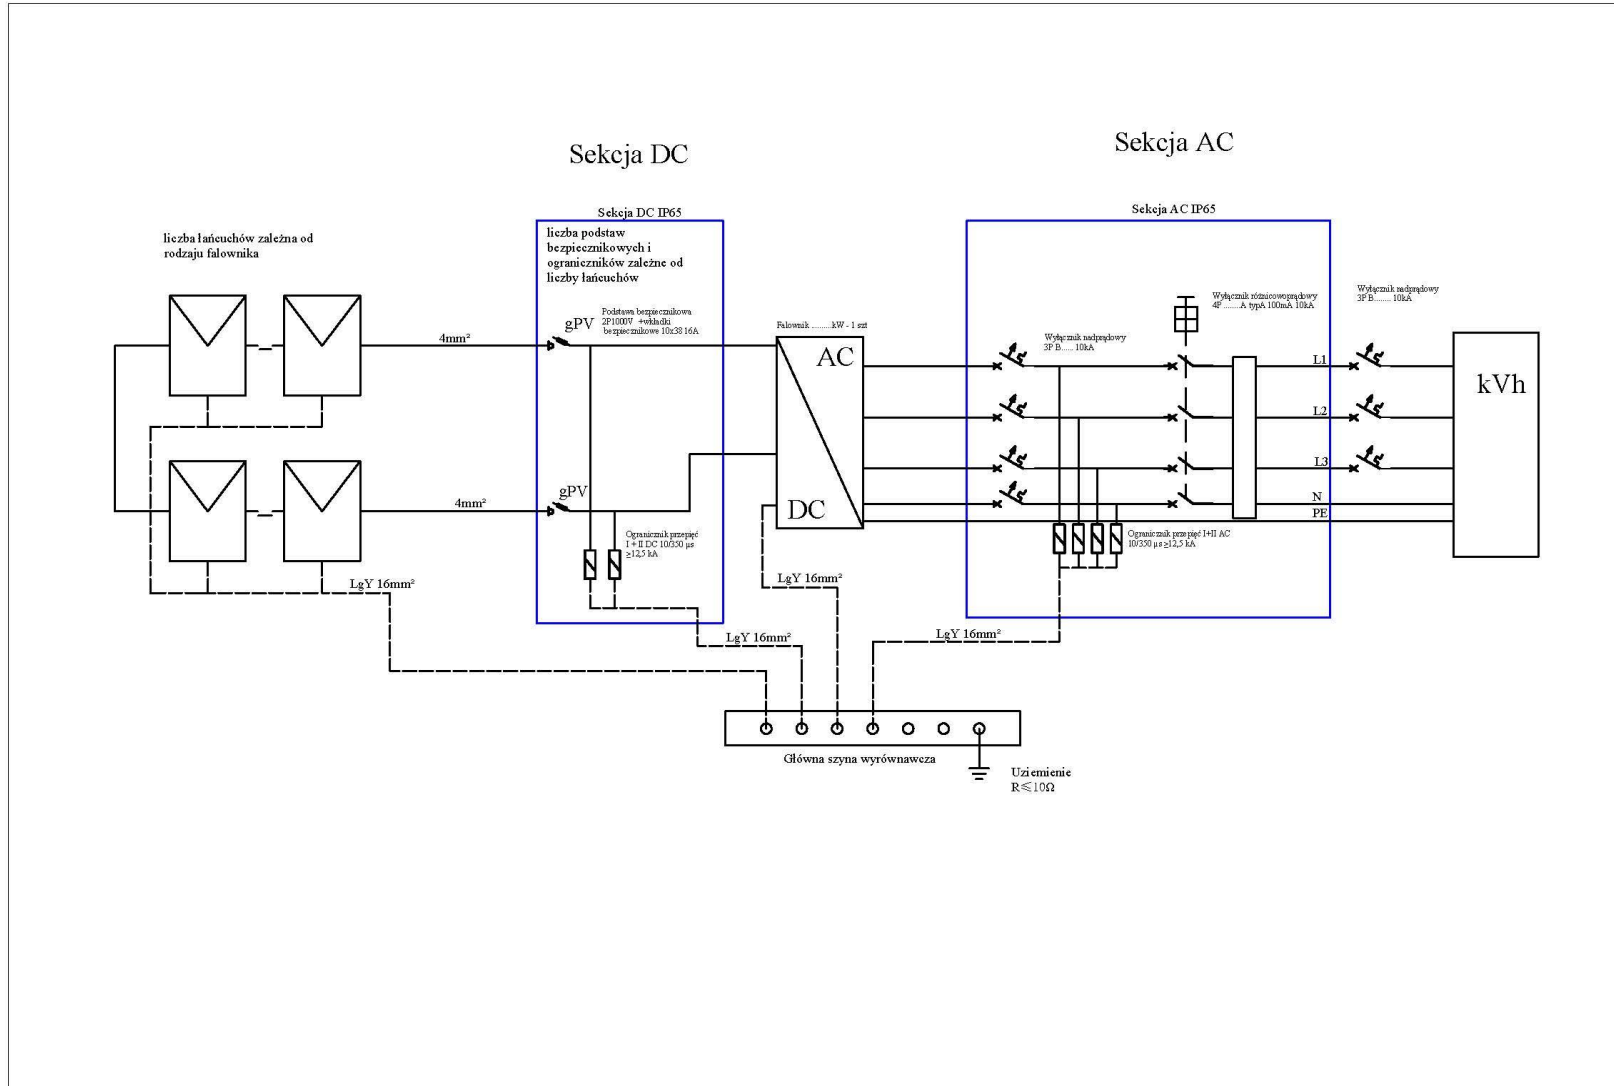 Sekcja DC
Sekcja AC
Sekcja DC IP65
Sekcja AC IP65
liczba łańcuchów zależna od
rodzaju falownika
liczba podstaw
bezpiecznikowych i
ograniczników zależne od
liczby łańcuchów
Podstawa bezpiecznikowa
2P1000V +wkładki
bezpiecznikowe 10x38 16A
gPV
4mm²
Falownik ..........kW - 1 szt
AC
DC
Wyłącznik nadprądowy
3P B...... 10kA
Wyłącznik różnicowoprądowy
4P ........A typA 100mA 10kA
Wyłącznik nadprądowy
3P B........ 10kA
L1
L2
L3
N
PE
kVh
4mm²
gPV
Ogranicznik przepięć
I + II DC 10/350 µs
≥12,5 kA
Ogranicznik przepięć I+II AC
10/350 µs ≥12,5 kA
LgY 16mm²
LgY 16mm²
LgY 16mm²
LgY 16mm²
Główna szyna wyrównawcza
Uziemienie
R≤10Ω